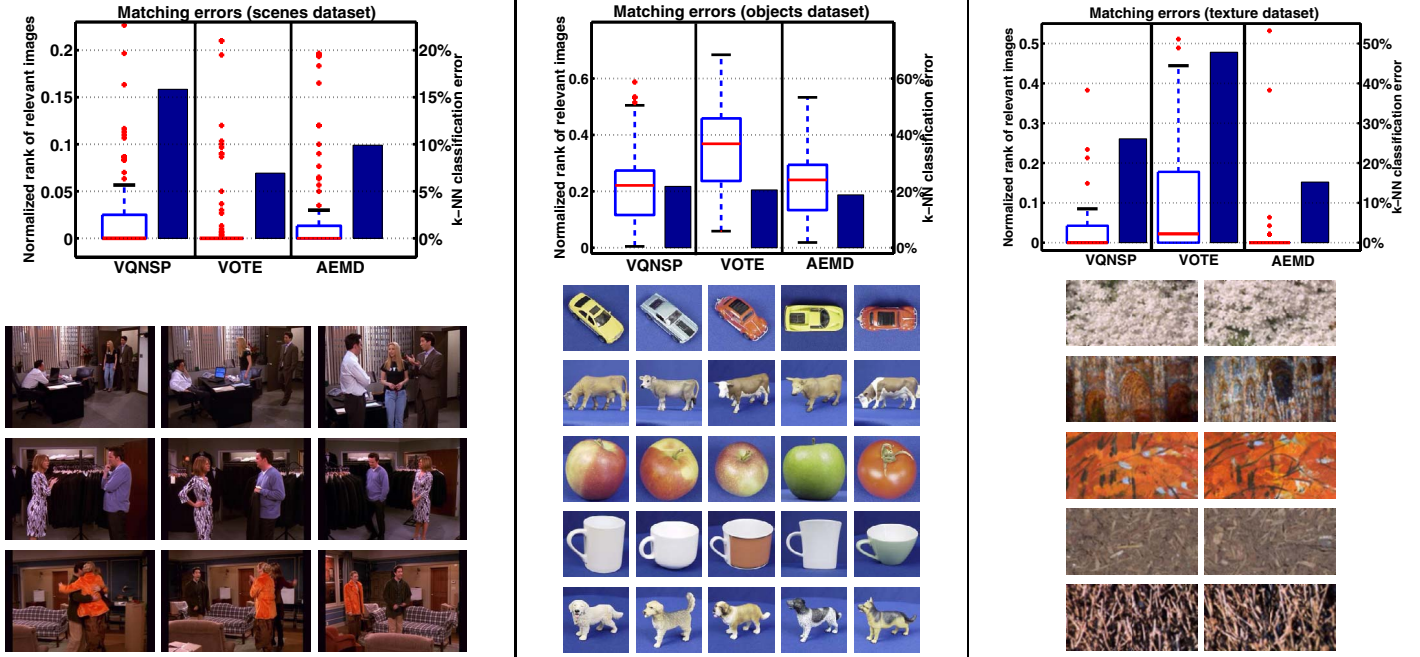 Matching errors (scenes dataset)
Normalized rank of relevant images
0.2
0.15
0.1
0.05
0
20%
15%
10%
5%
0%
k–NN classification error
VQNSP VOTE AEMD
Matching errors (objects dataset)
Normalized rank of relevant images
0.6
0.4
0.2
0
60%
40%
20%
0%
k–NN classification error
VQNSP VOTE AEMD
Matching errors (texture dataset)
Normalized rank of relevant images
0.5
0.4
0.3
0.2
0.1
0
50%
40%
30%
20%
10%
0%
k–NN classification error
VQNSP VOTE AEMD